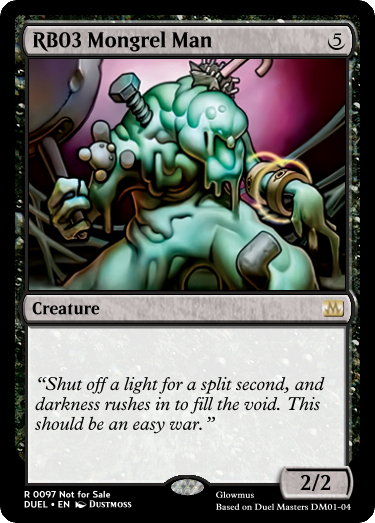 RB03 Mongrel Man 5
Creature
“Shut off a light for a split second, and
darkness rushes in to fill the void. This
should be an easy war.”
2/2
R 0097 Not for Sale
DUEL • EN Dustmoss
Glowmus
Based on Duel Masters DM01-04